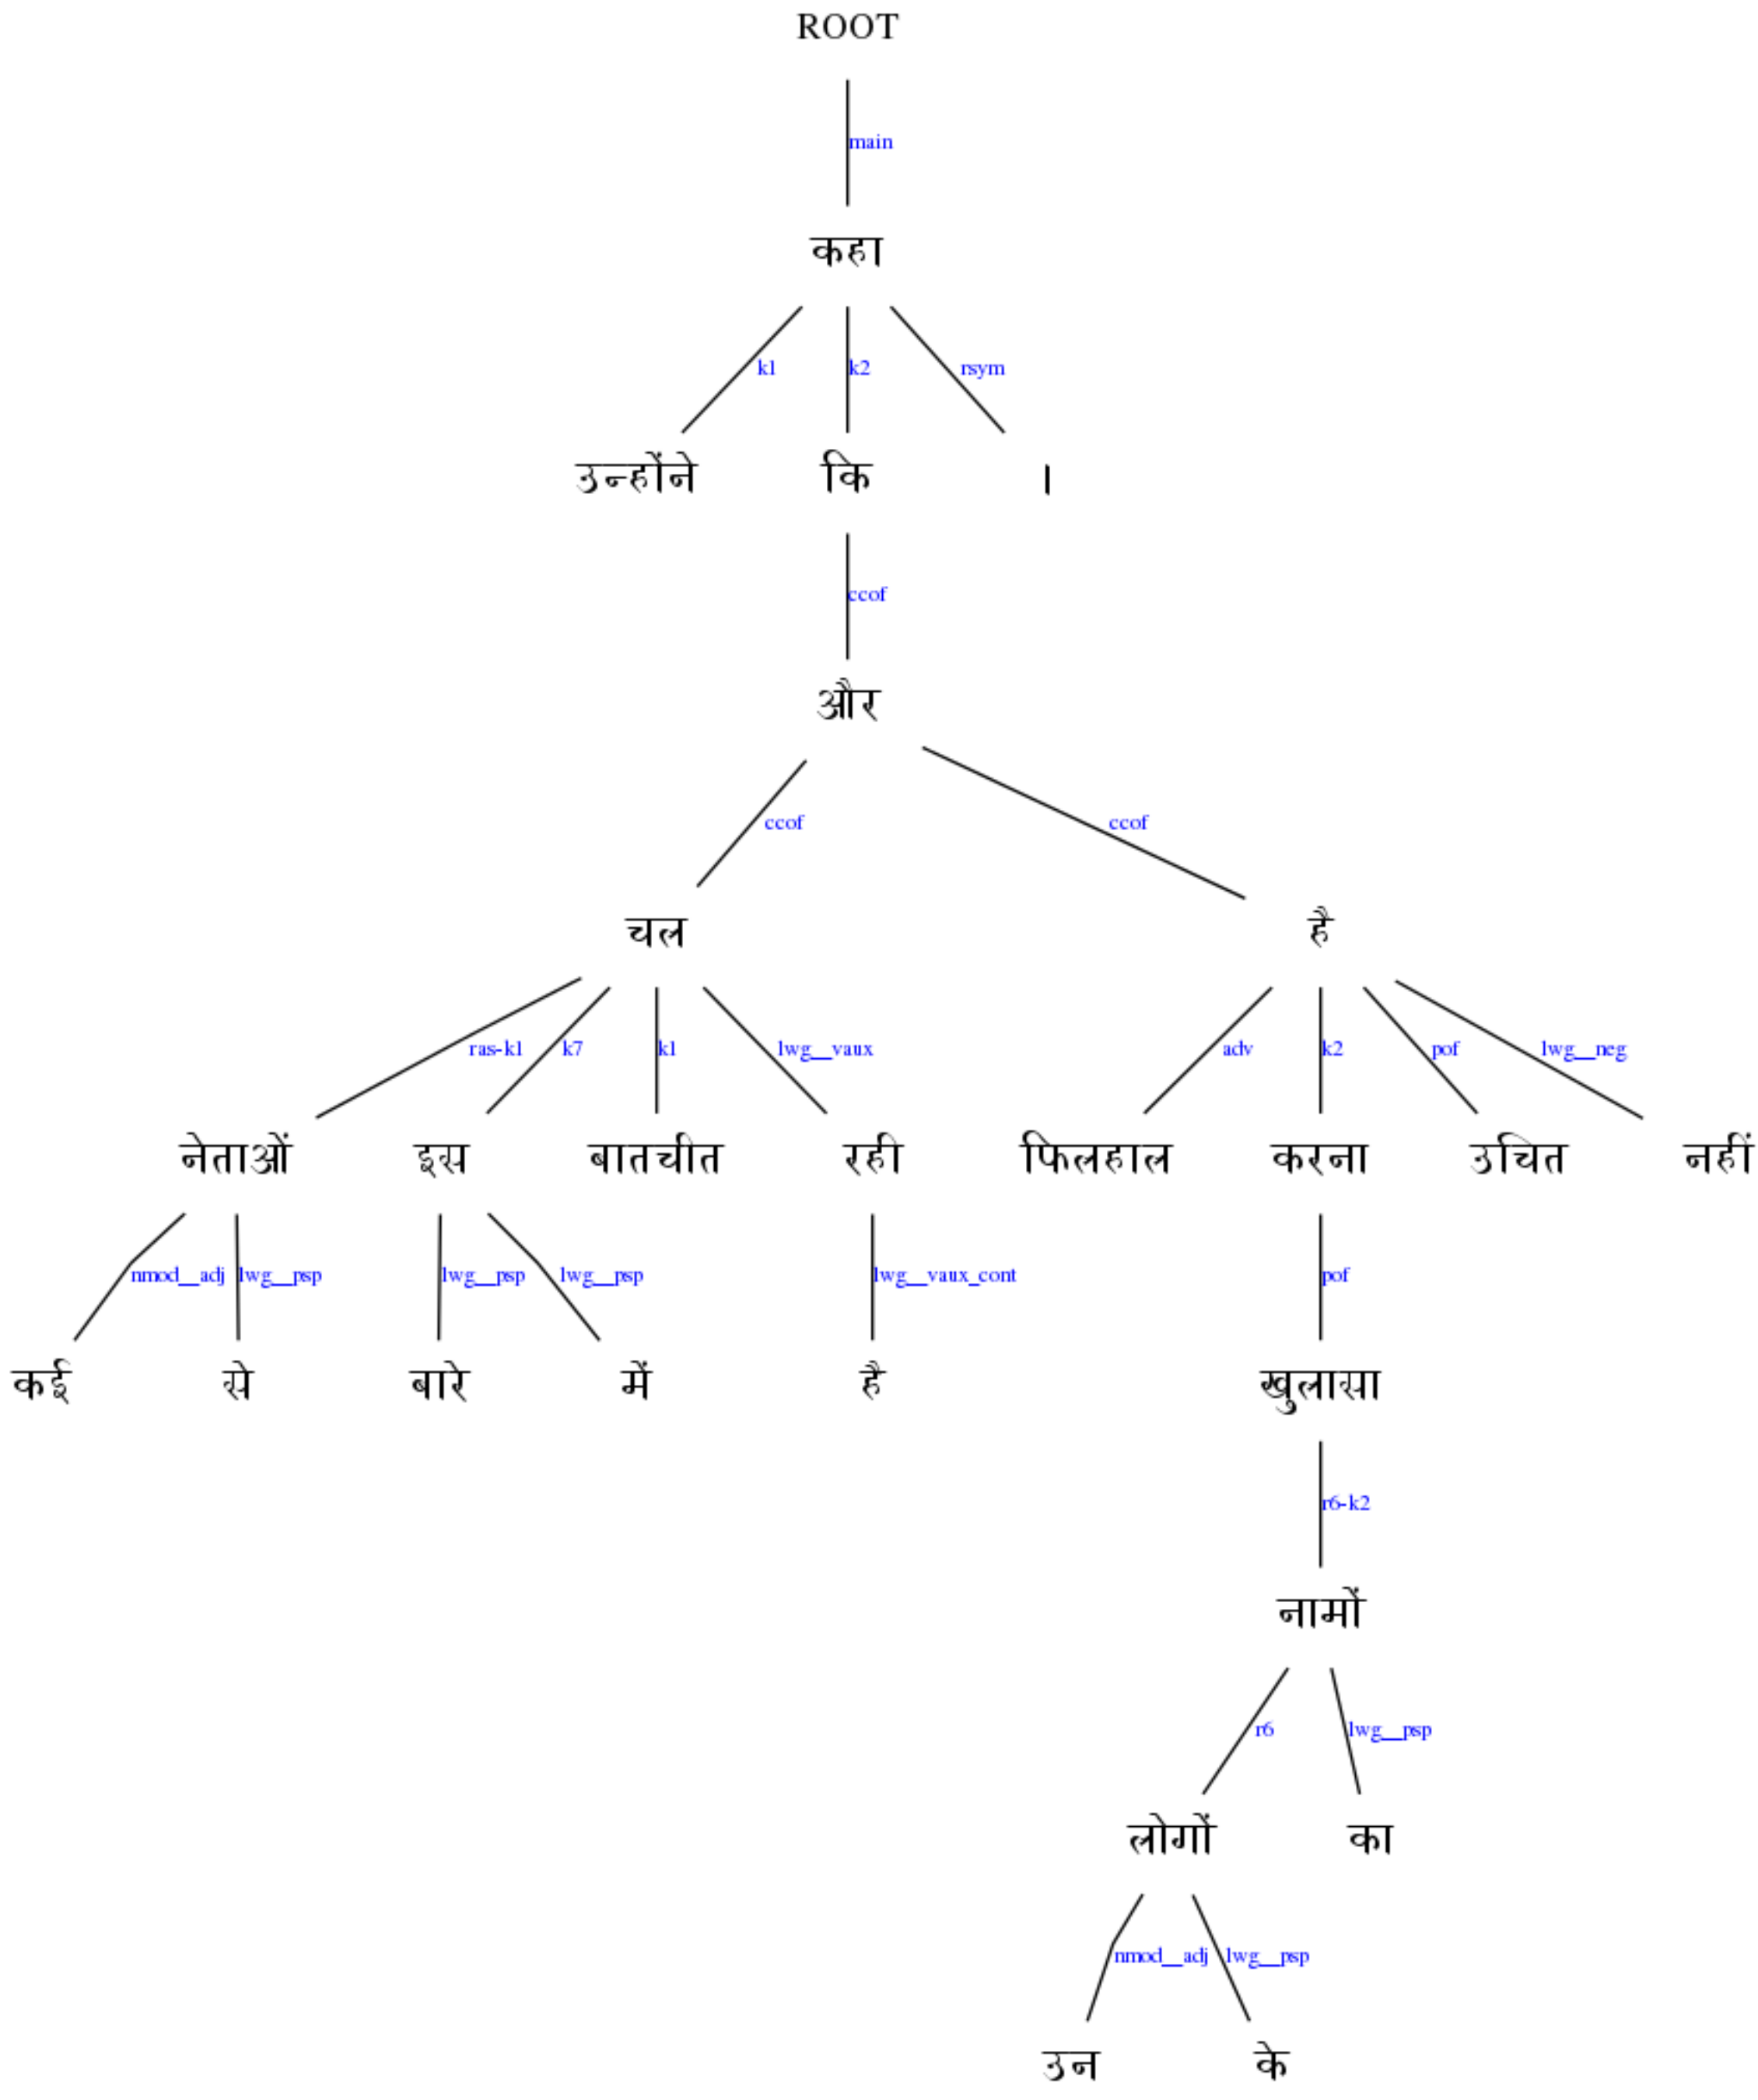 ROOT
main
कहा
k1 k2 rsym
उन्होंने कि ।
ccof
और
ccof ccof
चल है
ras-k1 k7 k1 lwg__vaux adv k2 pof lwg__neg
नेताओं इस बातचीत रही फिलहाल करना उचित नहीं
nmod__adj lwg__psp lwg__psp lwg__psp lwg__vaux_cont pof
कई से बारे में है खुलासा
r6-k2
नामों
r6 lwg__psp
लोगों का
nmod__adj lwg__psp
उन के